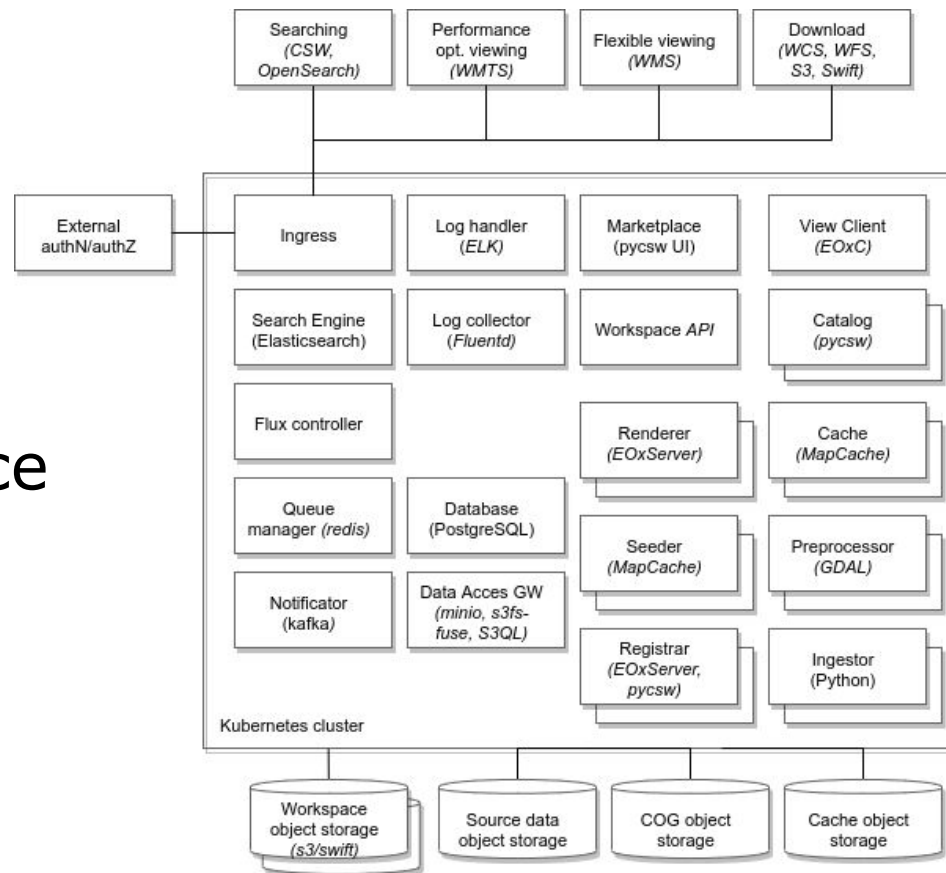 Searching
(CSW,
OpenSearch)
Performance
opt. viewing
(WMTS)
Flexible viewing
(WMS)
Download
(WCS, WFS,
S3, Swift)
External
authN/authZ
Ingress
Log handler
(ELK)
Marketplace
(pycsw UI)
View Client
(EOxC)
Search Engine
(Elasticsearch)
Log collector
(Fluentd)
Workspace API
Catalog
(pycsw)
Flux controller
Renderer
(EOxServer)
Cache
(MapCache)
ce
Queue
manager (redis)
Database
(PostgreSQL)
Seeder
(MapCache)
Preprocessor
(GDAL)
Notificator
(kafka)
Data Acces GW
(minio, s3fs-
fuse, S3QL)
Registrar
(EOxServer,
pycsw)
Ingestor
(Python)
Kubernetes cluster
Workspace
object storage
(s3/swift)
Source data
object storage
COG object
storage
Cache object
storage